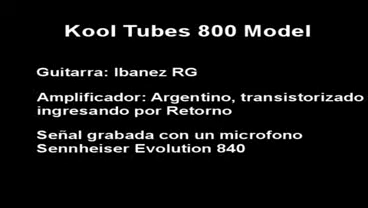 Kool Tubes 800 Model
Guitarra: Ibanez RG
Amplificador: Argentino, transistorizado
ingresando por Retorno
Señal grabada con un microfono
Sennheiser Evolution 840